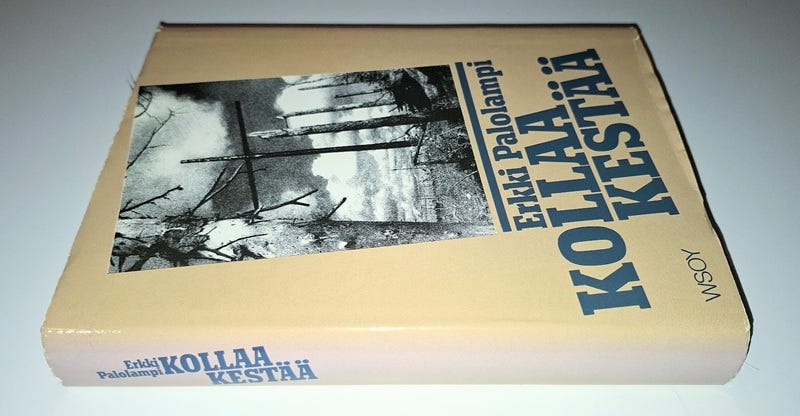 Erkki Palolampi
KOLLAA
KESTÄÄ
WSOY
Erkki
Palolampi
KOLLAA
KESTÄÄ